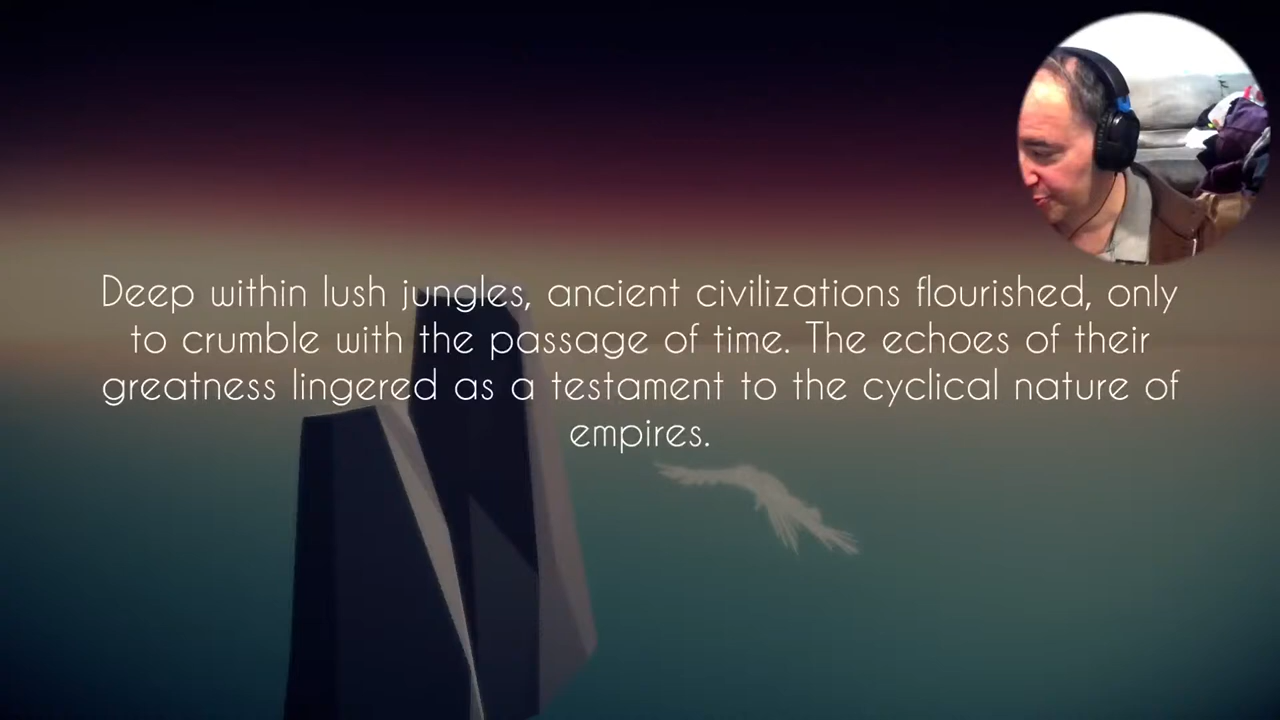 Deep within lush jungles, ancient civilizations flourished, only
to crumble with the passage of time. The echoes of their
greatness lingered as a testament to the cyclical nature of
empires.